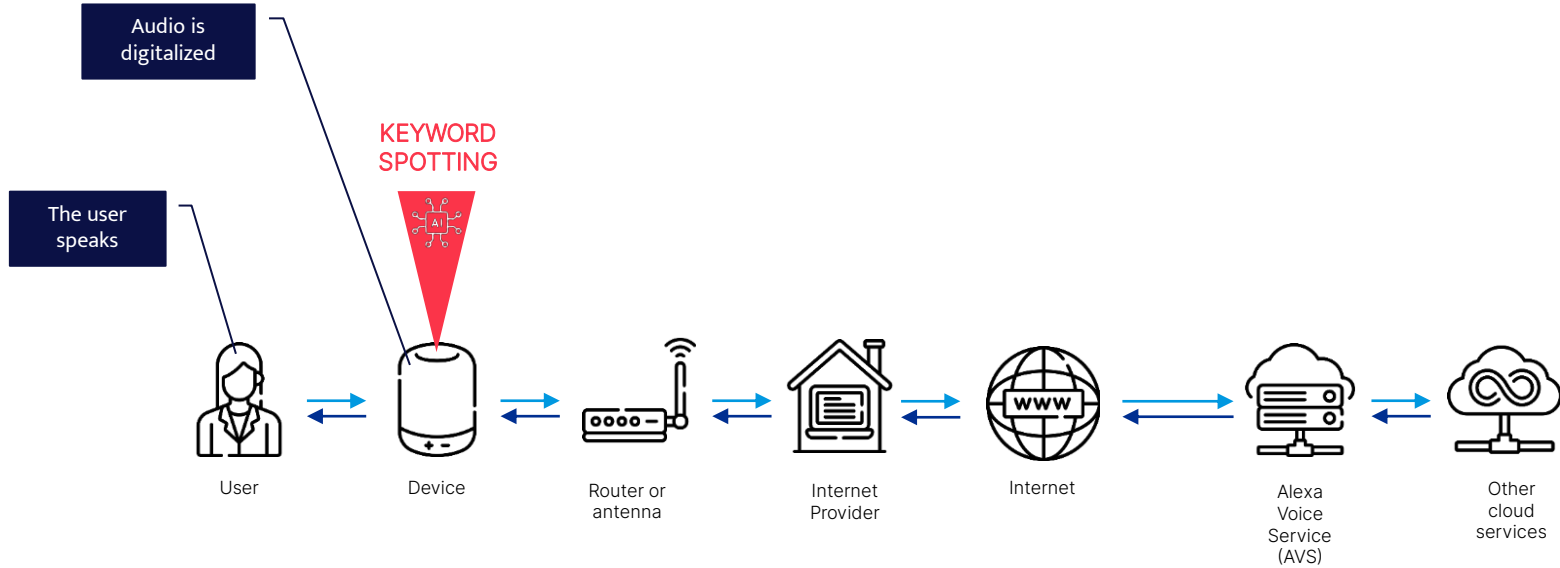 Audio is
digitalized
KEYWORD
SPOTTING
AI
The user
speaks
WWW
User
Device
Router or
antenna
Internet
Provider
Internet
Alexa
Voice
Service
(AVS)
Other
cloud
services